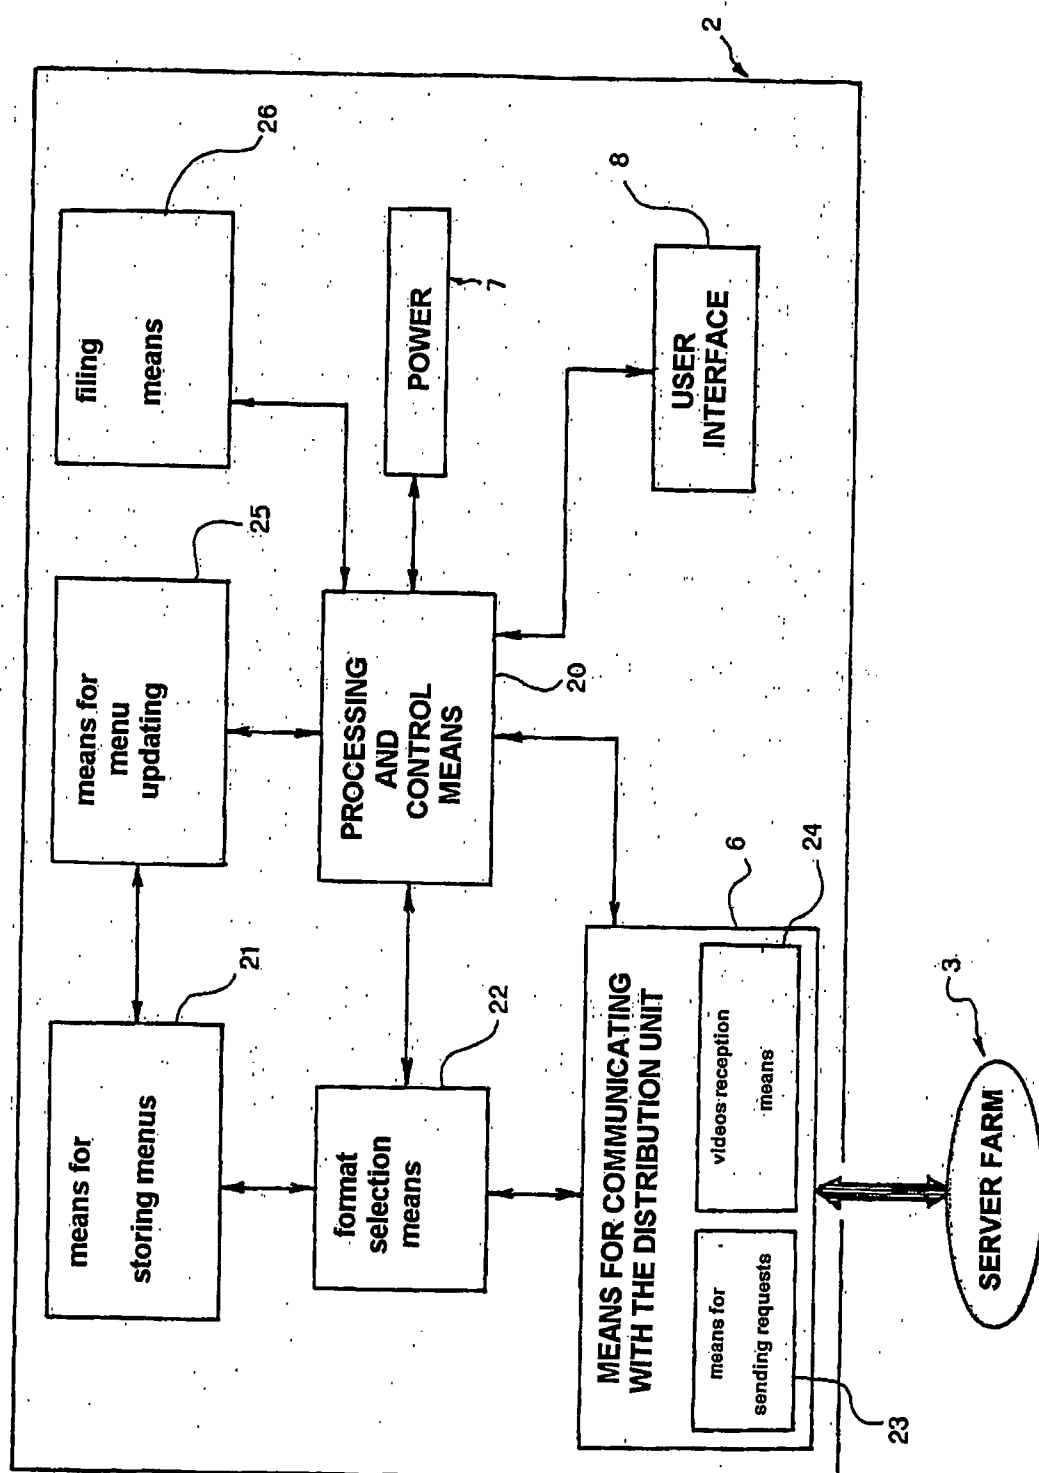 2
means for
storing menus
21
means for
menu
updating
25
filing
means
26
format
selection
means
22
PROCESSING
AND
CONTROL
MEANS
20
POWER
7
USER
INTERFACE
8
MEANS FOR COMMUNICATING
WITH THE DISTRIBUTION UNIT
6
means for
sending requests
23
videos reception
means
24
SERVER FARM
3